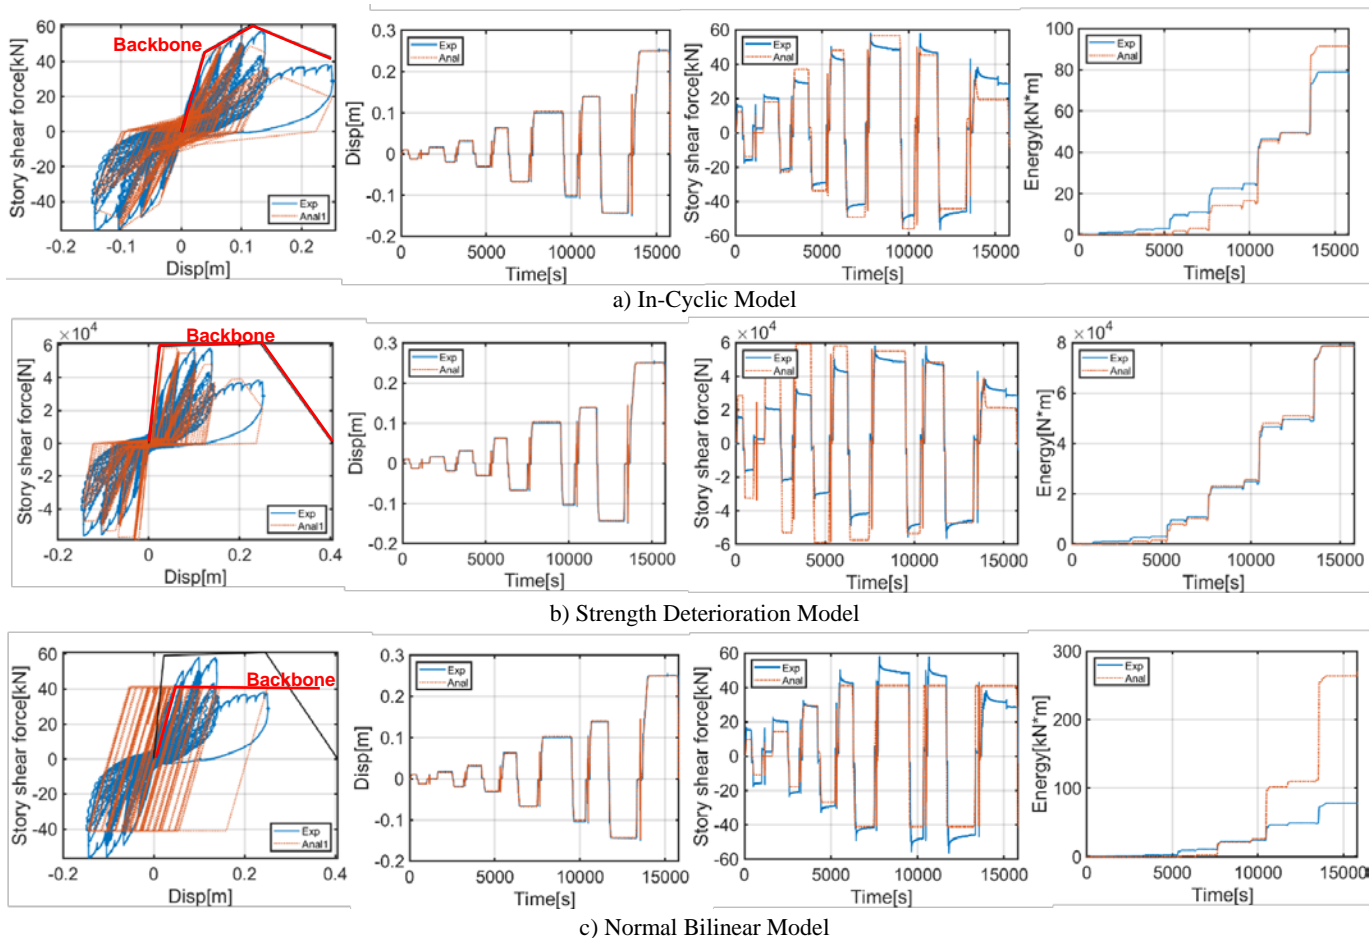 Story shear force[kN]
60
40
20
0
-20
-40
-0.2
-0.1
0
0.1
0.2
Disp[m]
Backbone
Exp
Anal1
Disp[m]
0.3
0.2
0.1
0
-0.1
-0.2
0
5000
10000
15000
Time[s]
Exp
Anal
Story shear force[kN]
60
40
20
0
-20
-40
-60
0
5000
10000
15000
Time[s]
Exp
Anal
Energy[kN*m]
100
80
60
40
20
0
0
5000
10000
15000
Time[s]
Exp
Anal
a) In-Cyclic Model
Story shear force[N]
×10⁴
6
4
2
0
-2
-4
-0.2
0
0.2
0.4
Disp[m]
Backbone
Exp
Anal1
Disp[m]
0.3
0.2
0.1
0
-0.1
-0.2
0
5000
10000
15000
Time[s]
Exp
Anal
Story shear force[N]
×10⁴
6
4
2
0
-2
-4
-6
0
5000
10000
15000
Time[s]
Exp
Anal
Energy[N*m]
×10⁴
8
6
4
2
0
0
5000
10000
15000
Time[s]
Exp
Anal
b) Strength Deterioration Model
Story shear force[kN]
60
40
20
0
-20
-40
-0.2
0
0.2
0.4
Disp[m]
Backbone
Exp
Anal1
Disp[m]
0.3
0.2
0.1
0
-0.1
-0.2
0
5000
10000
15000
Time[s]
Exp
Anal
Story shear force[kN]
60
40
20
0
-20
-40
-60
0
5000
10000
15000
Time[s]
Exp
Anal
Energy[kN*m]
300
200
100
0
0
5000
10000
15000
Time[s]
Exp
Anal
c) Normal Bilinear Model